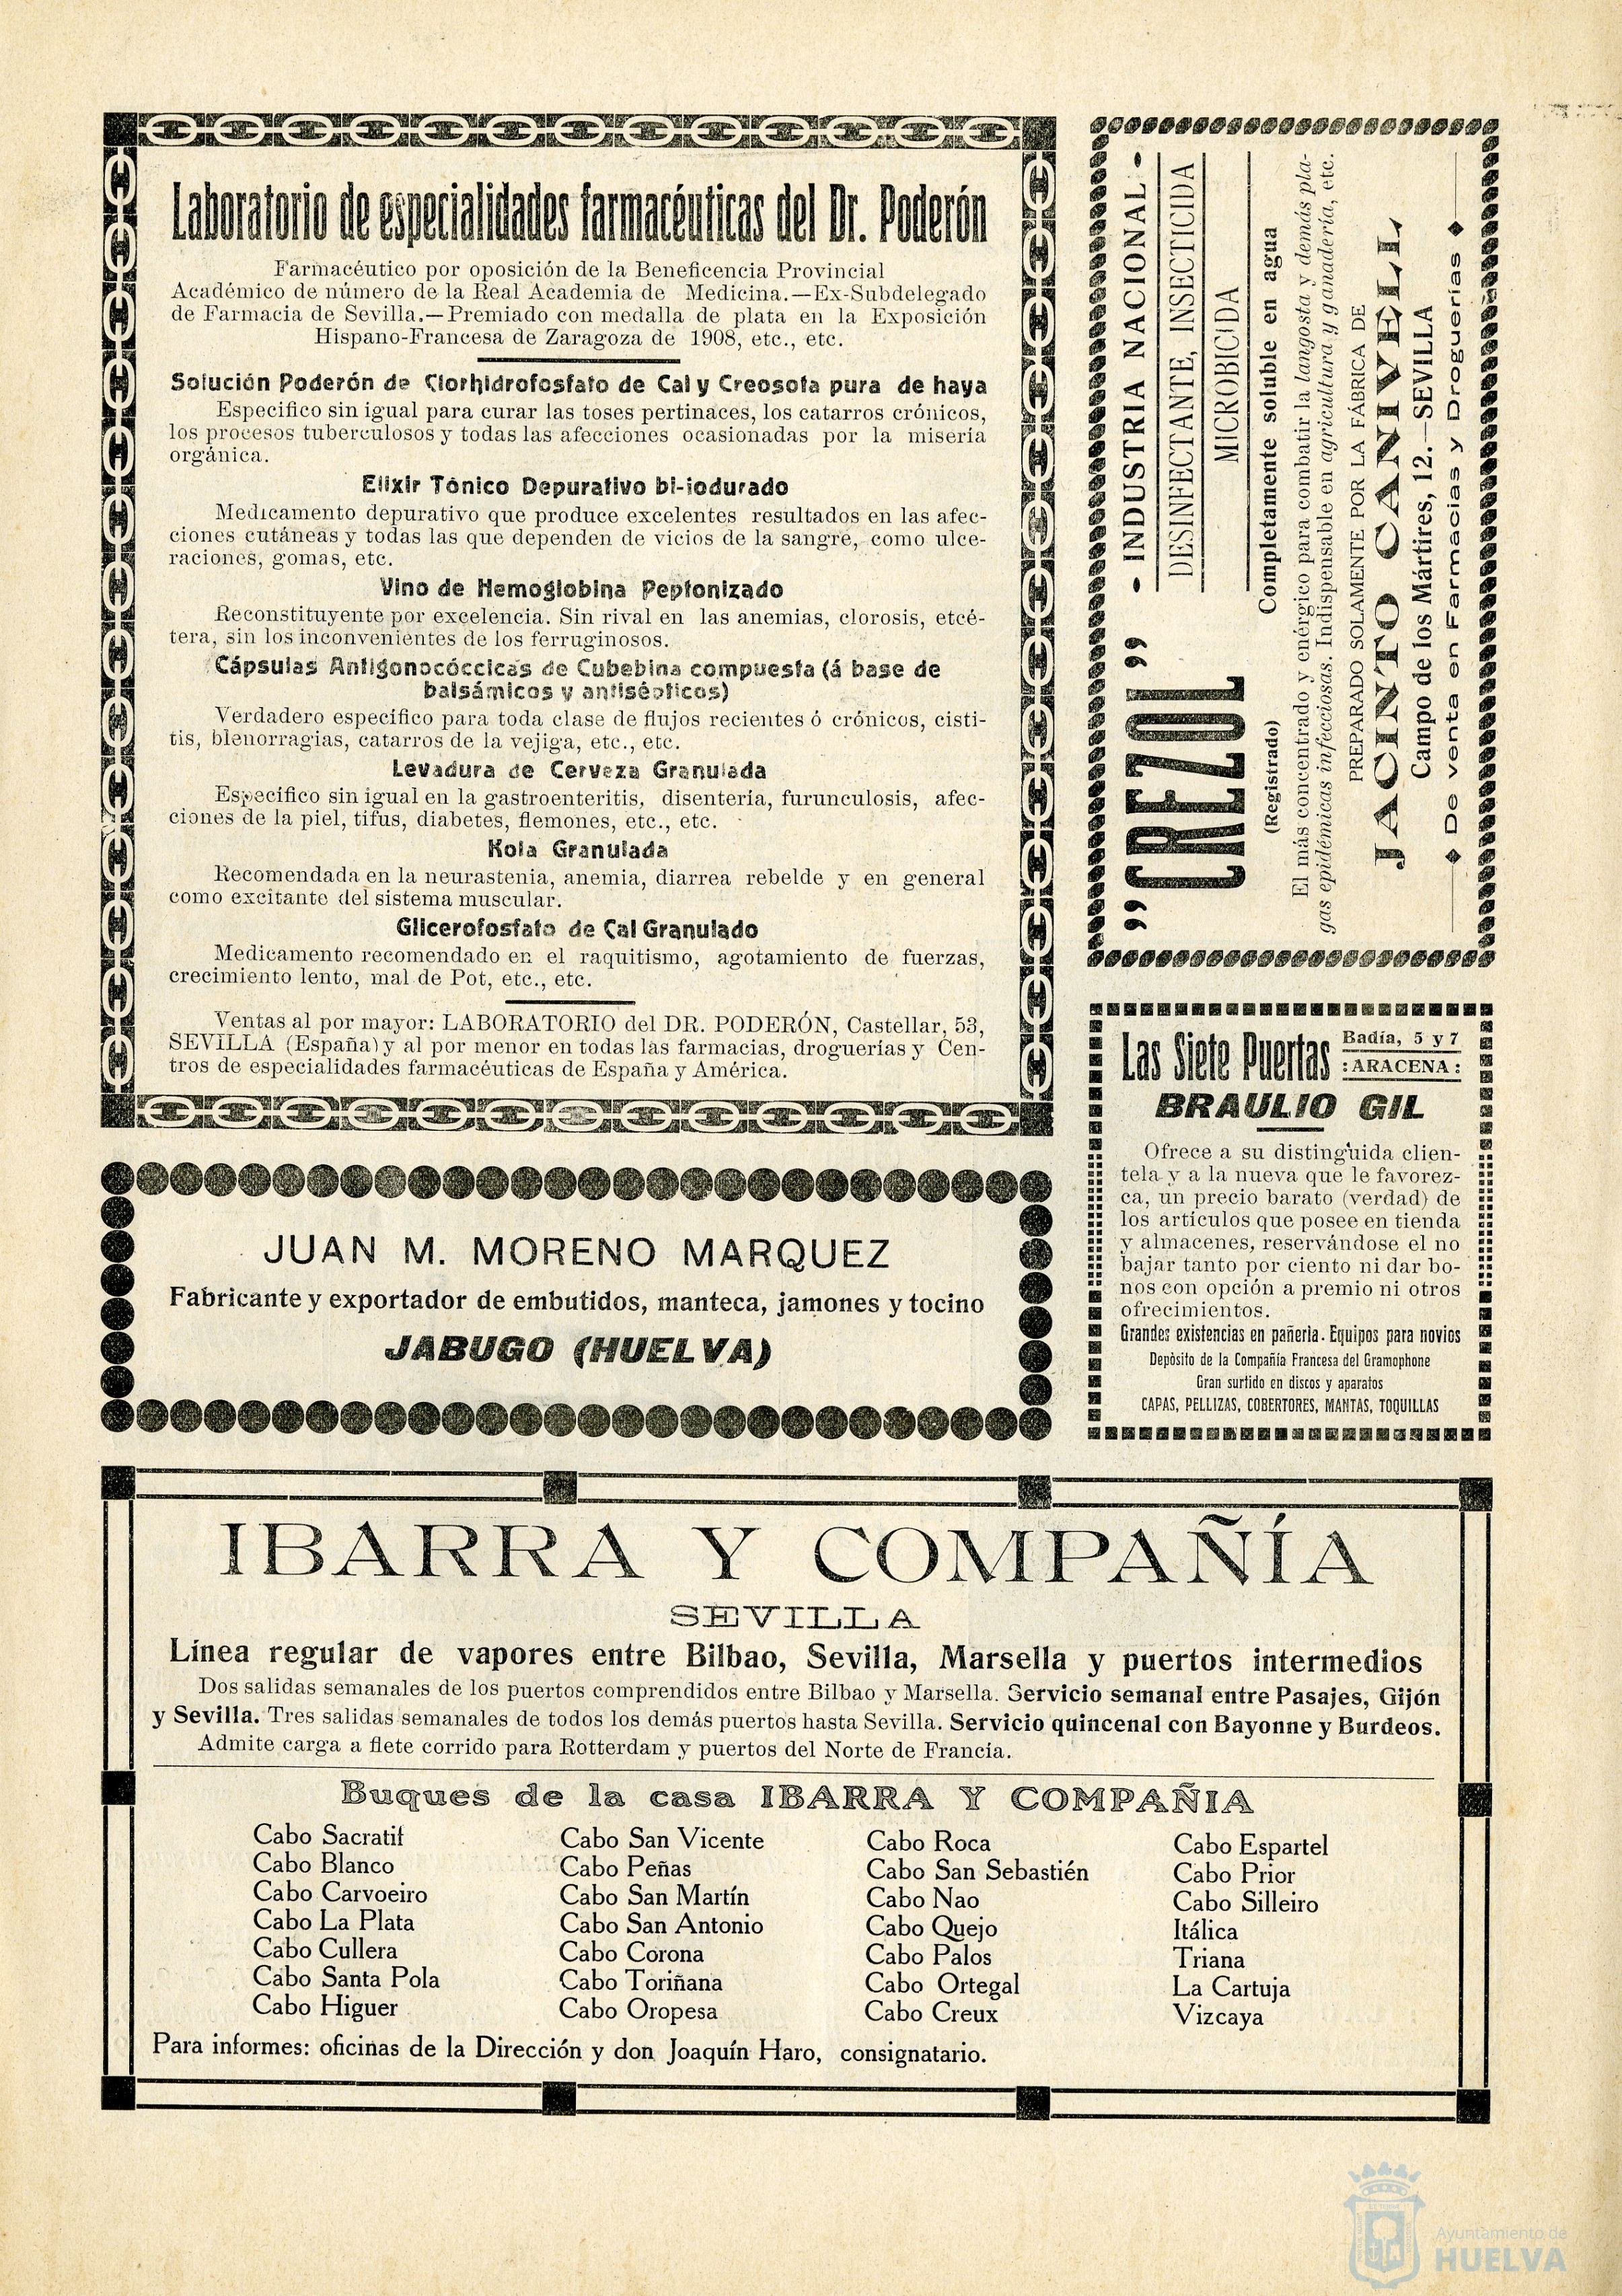 Laboratorio de especialidades farmacéuticas del Dr. Poderón
Farmacéutico por oposición de la Beneficencia Provincial
Académico de número de la Real Academia de Medicina.—Ex-Subdelegado
de Farmacia de Sevilla.—Premiado con medalla de plata en la Exposición
Hispano-Francesa de Zaragoza de 1908, etc., etc.
Solución Poderón de Clorhidrofosfato de Cal y Creosota pura de haya
Especifico sin igual para curar las toses pertinaces, los catarros crónicos,
los procesos tuberculosos y todas las afecciones ocasionadas por la miseria
orgánica.
Elixir Tónico Depurativo bi-iodurado
Medicamento depurativo que produce excelentes resultados en las afec-
ciones cutáneas y todas las que dependen de vicios de la sangre, como ulce-
raciones, gomas, etc.
Vino de Hemoglobina Peptonizado
Reconstituyente por excelencia. Sin rival en las anemias, clorosis, etcé-
tera, sin los inconvenientes de los ferruginosos.
Cápsulas Antigonocóccicas de Cubebina compuesta (á base de
balsámicos y antisépticos)
Verdadero especifico para toda clase de flujos recientes ó crónicos, cisti-
tis, blenorragias, catarros de la vejiga, etc., etc.
Levadura de Cerveza Granulada
Especifico sin igual en la gastroenteritis, disentería, furunculosis, afec-
ciones de la piel, tifus, diabetes, flemones, etc., etc.
Kola Granulada
Recomendada en la neurastenia, anemia, diarrea rebelde y en general
como excitante del sistema muscular.
Glicerofosfato de Cal Granulado
Medicamento recomendado en el raquitismo, agotamiento de fuerzas,
crecimiento lento, mal de Pot, etc., etc.
Ventas al por mayor: LABORATORIO del DR. PODERÓN, Castellar, 53,
SEVILLA (España) y al por menor en todas las farmacias, droguerías y Cen-
tros de especialidades farmacéuticas de España y América.
"CREZOL"
(Registrado)
- INDUSTRIA NACIONAL -
DESINFECTANTE, INSECTICIDA
MICROBICIDA
Completamente soluble en agua
El más concentrado y enérgico para combatir la langosta y demás pla-
gas epidémicas infecciosas. Indispensable en agricultura y ganadería, etc.
PREPARADO SOLAMENTE POR LA FÁBRICA DE
JACINTO CANIVELL
Campo de los Mártires, 12.—SEVILLA
◆ De venta en Farmacias y Droguerias ◆
Las Siete Puertas
Badía, 5 y 7
: ARACENA :
BRAULIO GIL
Ofrece a su distinguida clien-
tela y a la nueva que le favorez-
ca, un precio barato (verdad) de
los artículos que posee en tienda
y almacenes, reservándose el no
bajar tanto por ciento ni dar bo-
nos con opción a premio ni otros
ofrecimientos.
Grandes existencias en pañería. Equipos para novios
Depósito de la Compañía Francesa del Gramophone
Gran surtido en discos y aparatos
CAPAS, PELLIZAS, COBERTORES, MANTAS, TOQUILLAS
JUAN M. MORENO MARQUEZ
Fabricante y exportador de embutidos, manteca, jamones y tocino
JABUGO (HUELVA)
IBARRA Y COMPAÑÍA
SEVILLA
Línea regular de vapores entre Bilbao, Sevilla, Marsella y puertos intermedios
Dos salidas semanales de los puertos comprendidos entre Bilbao y Marsella. Servicio semanal entre Pasajes, Gijón
y Sevilla. Tres salidas semanales de todos los demás puertos hasta Sevilla. Servicio quincenal con Bayonne y Burdeos.
Admite carga a flete corrido para Rotterdam y puertos del Norte de Francia.
Buques de la casa IBARRA Y COMPAÑIA
Cabo Sacratif
Cabo Blanco
Cabo Carvoeiro
Cabo La Plata
Cabo Cullera
Cabo Santa Pola
Cabo Higuer
Cabo San Vicente
Cabo Peñas
Cabo San Martín
Cabo San Antonio
Cabo Corona
Cabo Toriñana
Cabo Oropesa
Cabo Roca
Cabo San Sebastién
Cabo Nao
Cabo Quejo
Cabo Palos
Cabo Ortegal
Cabo Creux
Cabo Espartel
Cabo Prior
Cabo Silleiro
Itálica
Triana
La Cartuja
Vizcaya
Para informes: oficinas de la Dirección y don Joaquín Haro, consignatario.
Ayuntamiento de
HUELVA